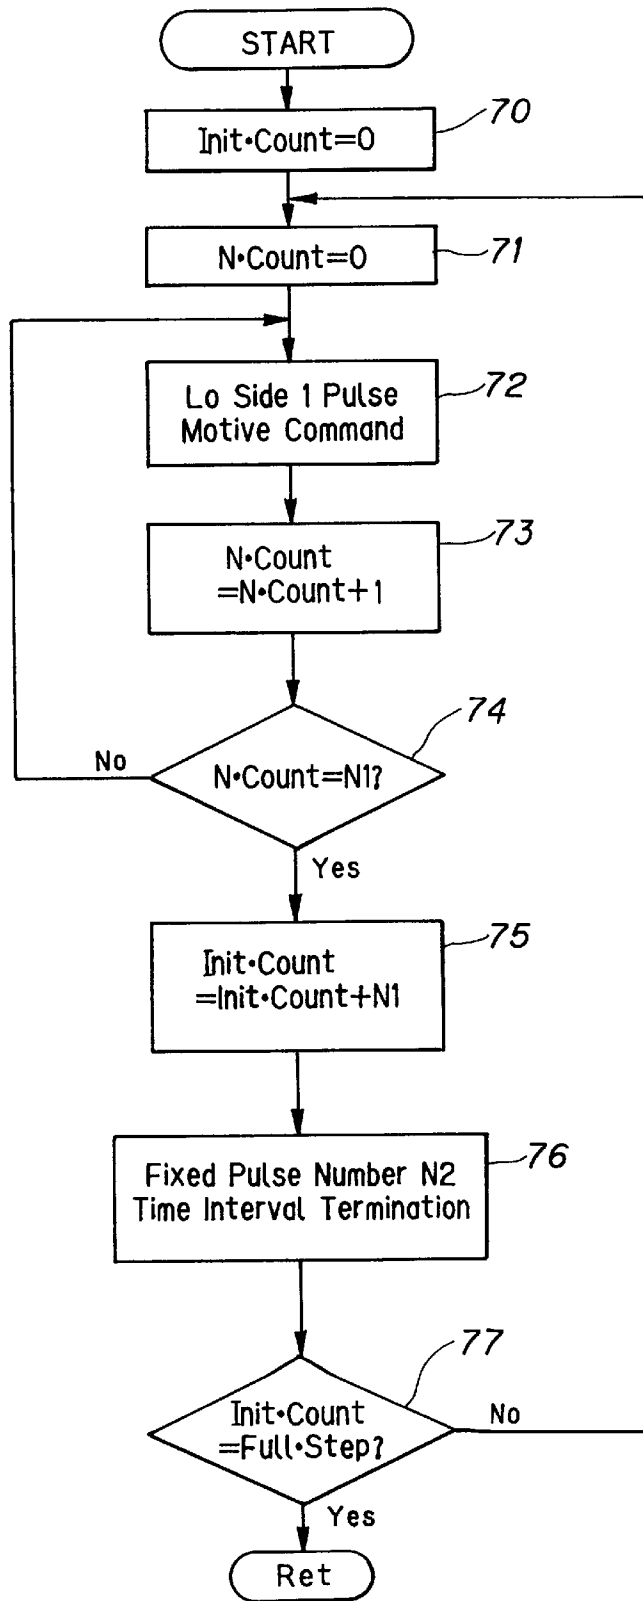 START
70
Init·Count=0
71
N·Count=0
72
Lo Side 1 Pulse
Motive Command
73
N·Count
=N·Count+1
74
No
N·Count=N1?
Yes
75
Init·Count
=Init·Count+N1
76
Fixed Pulse Number N2
Time Interval Termination
77
Init·Count
=Full·Step?
No
Yes
Ret